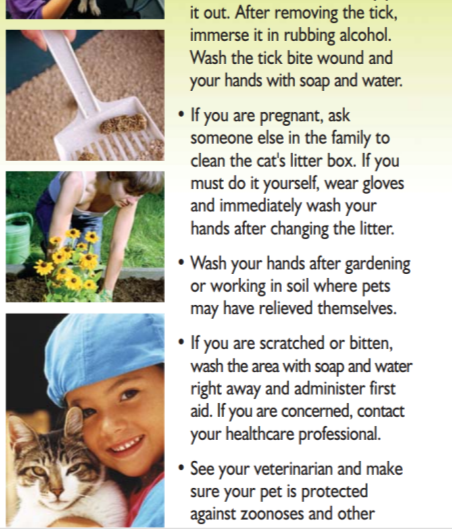 it out. After removing the tick,
immerse it in rubbing alcohol.
Wash the tick bite wound and
your hands with soap and water.
• If you are pregnant, ask
someone else in the family to
clean the cat's litter box. If you
must do it yourself, wear gloves
and immediately wash your
hands after changing the litter.
• Wash your hands after gardening
or working in soil where pets
may have relieved themselves.
• If you are scratched or bitten,
wash the area with soap and water
right away and administer first
aid. If you are concerned, contact
your healthcare professional.
• See your veterinarian and make
sure your pet is protected
against zoonoses and other